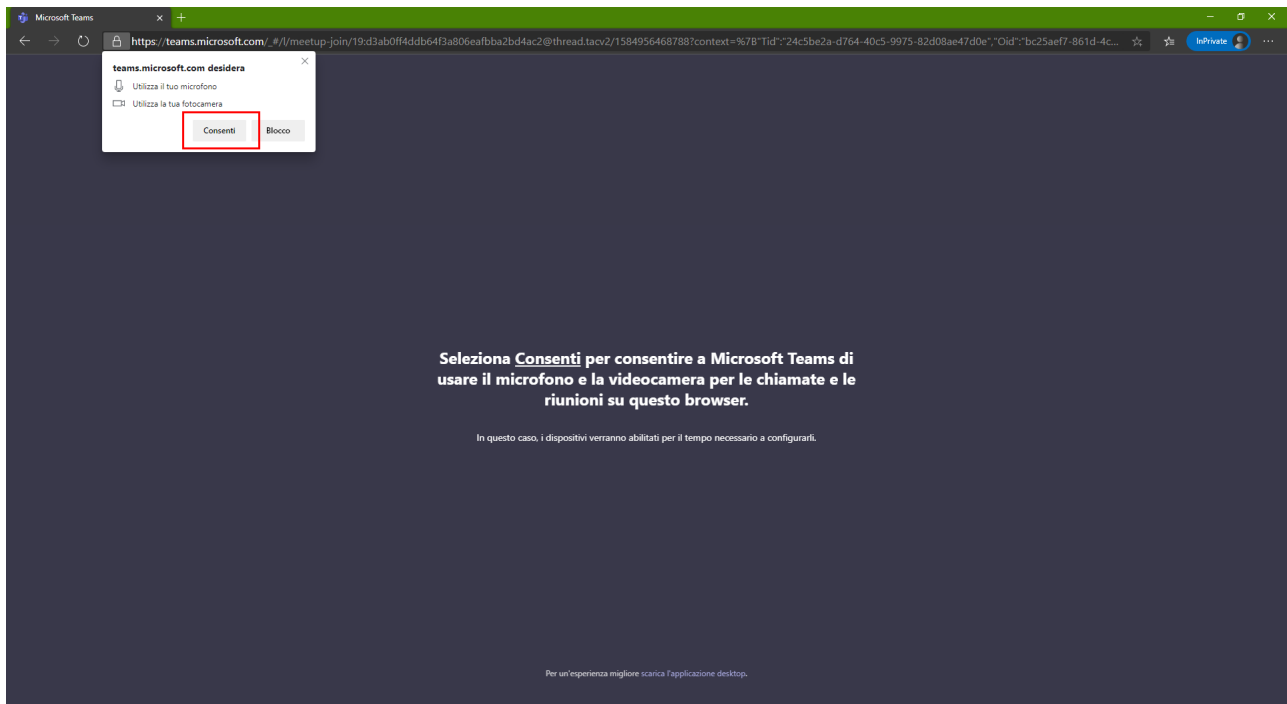 Microsoft Teams
https://teams.microsoft.com/_#/l/meetup-join/19:d3ab0ff4ddb64f3a806eafbba2bd4ac2@thread.tacv2/1584956468788?context=%7B"Tid":"24c5be2a-d764-40c5-9975-82d08ae47d0e","Oid":"bc25aef7-861d-4c...
InPrivate
teams.microsoft.com desidera
Utilizza il tuo microfono
Utilizza la tua fotocamera
Consenti Blocco
Seleziona Consenti per consentire a Microsoft Teams di
usare il microfono e la videocamera per le chiamate e le
riunioni su questo browser.
In questo caso, i dispositivi verranno abilitati per il tempo necessario a configurarli.
Per un'esperienza migliore scarica l'applicazione desktop.